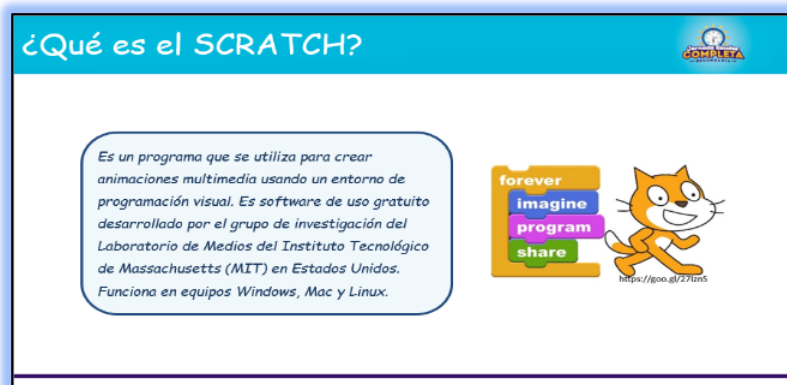 ¿Qué es el SCRATCH?
COMPLETA
Es un programa que se utiliza para crear
animaciones multimedia usando un entorno de
programación visual. Es software de uso gratuito
desarrollado por el grupo de investigación del
Laboratorio de Medios del Instituto Tecnológico
de Massachusetts (MIT) en Estados Unidos.
Funciona en equipos Windows, Mac y Linux.
forever
imagine
program
share
https://goo.gl/27lzn5